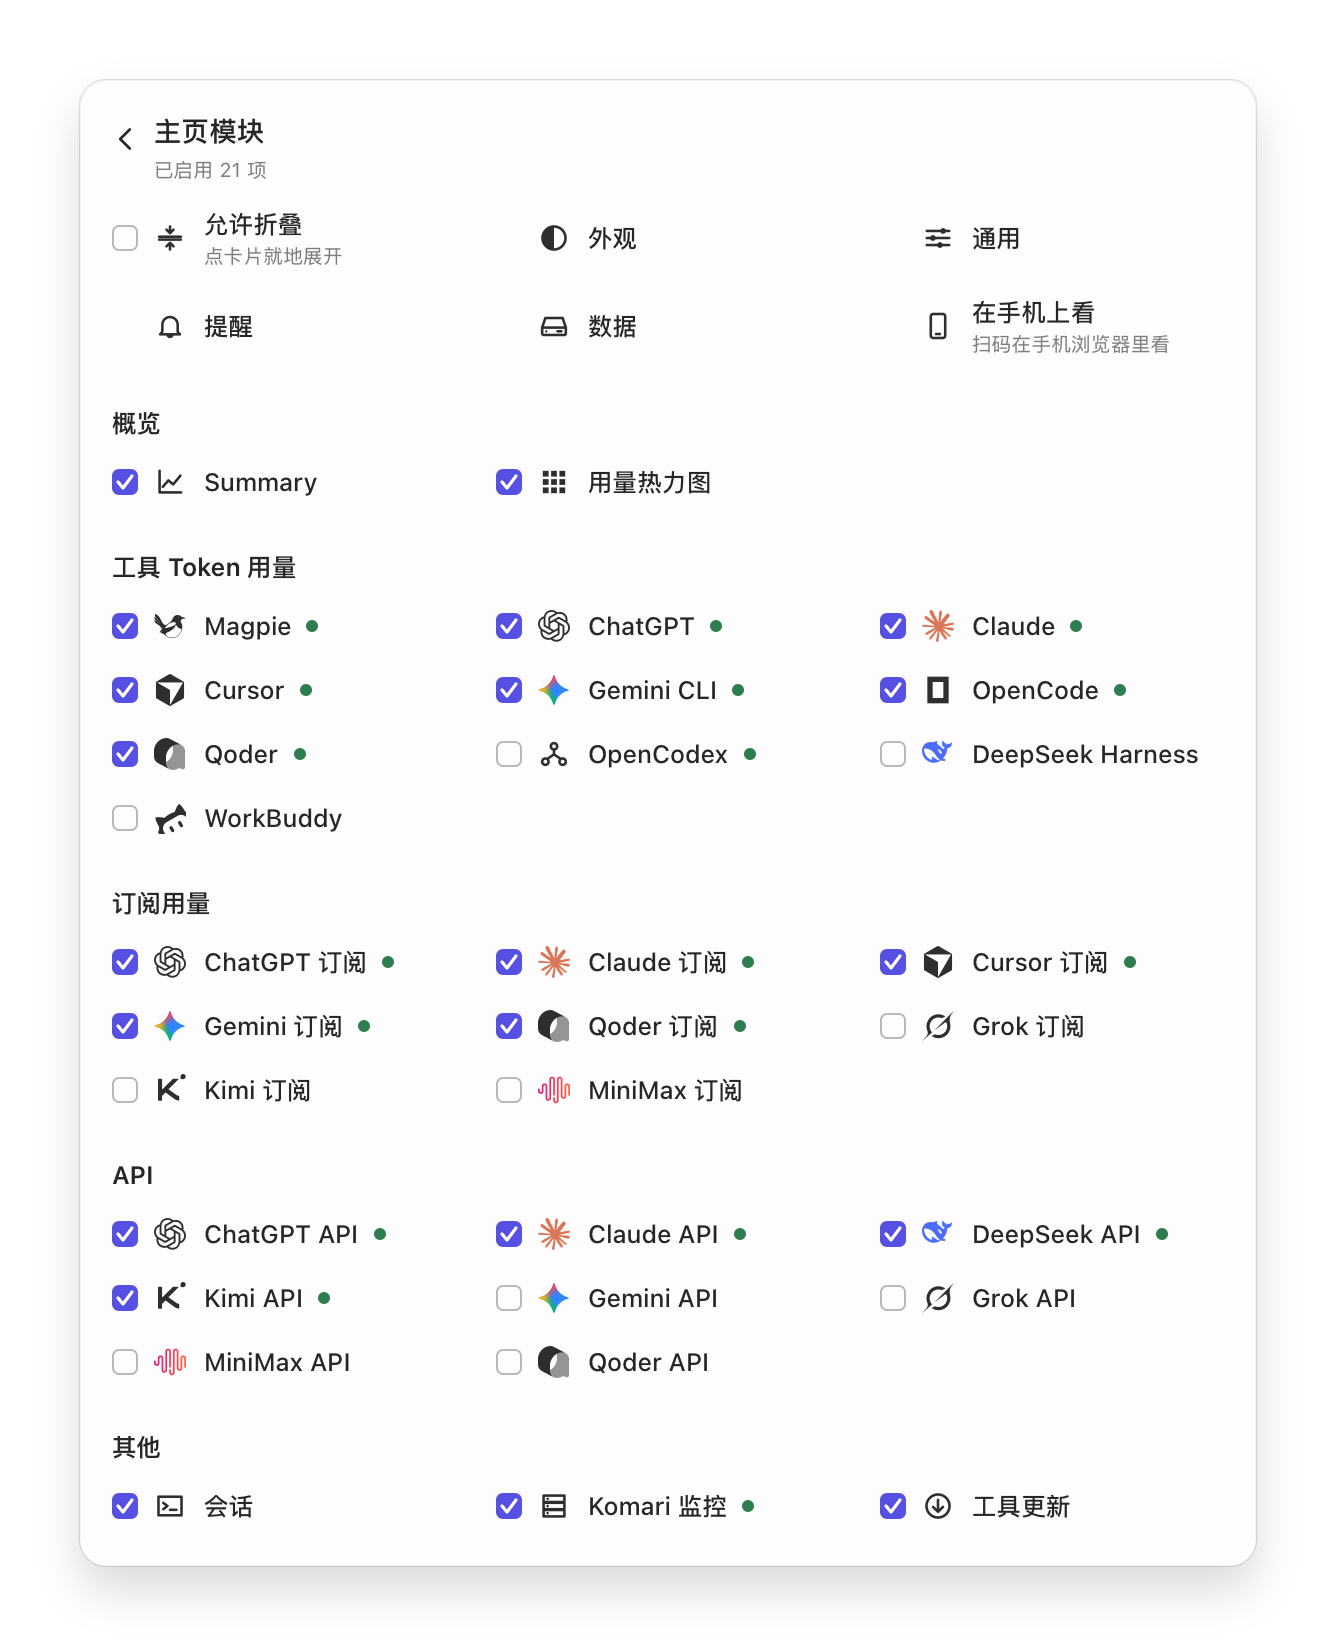 主页模块
已启用 21 项
允许折叠
点卡片就地展开
外观
通用
提醒
数据
在手机上看
扫码在手机浏览器里看
概览
Summary
用量热力图
工具 Token 用量
Magpie
ChatGPT
Claude
Cursor
Gemini CLI
OpenCode
Qoder
OpenCodex
DeepSeek Harness
WorkBuddy
订阅用量
ChatGPT 订阅
Claude 订阅
Cursor 订阅
Gemini 订阅
Qoder 订阅
Grok 订阅
Kimi 订阅
MiniMax 订阅
API
ChatGPT API
Claude API
DeepSeek API
Kimi API
Gemini API
Grok API
MiniMax API
Qoder API
其他
会话
Komari 监控
工具更新